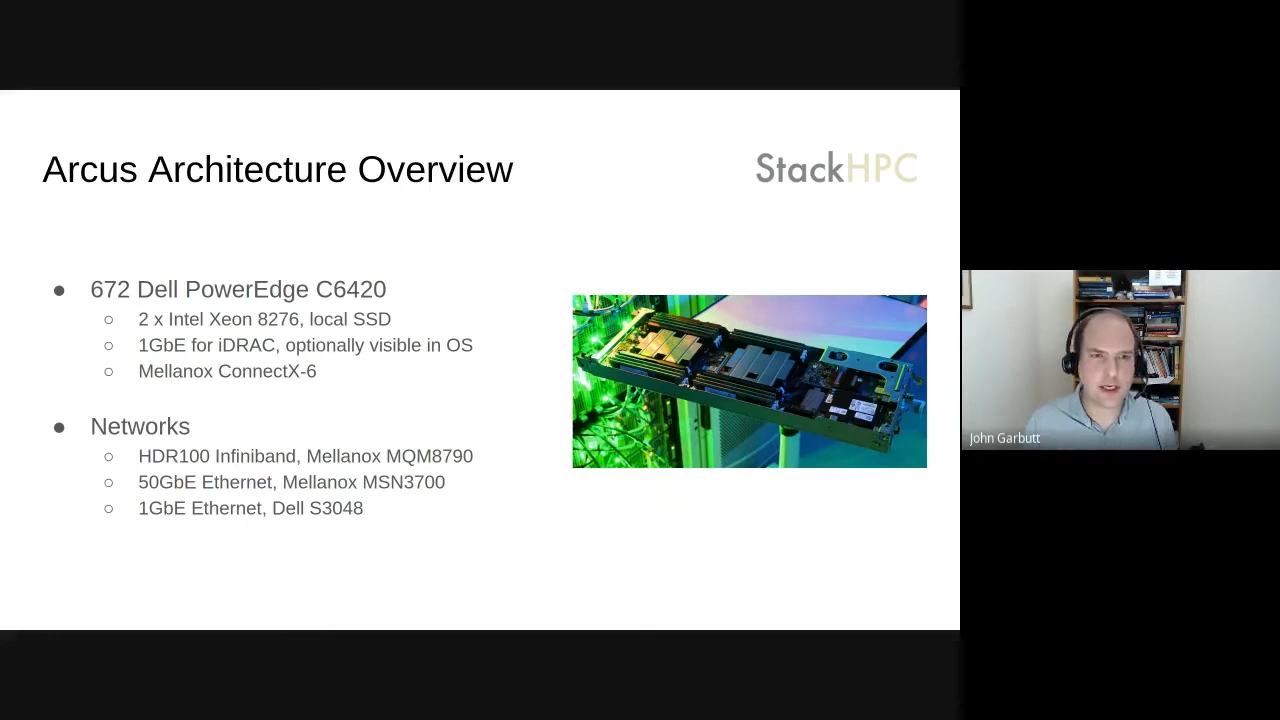 Arcus Architecture Overview
StackHPC
● 672 Dell PowerEdge C6420
○ 2 x Intel Xeon 8276, local SSD
○ 1GbE for iDRAC, optionally visible in OS
○ Mellanox ConnectX-6
● Networks
○ HDR100 Infiniband, Mellanox MQM8790
○ 50GbE Ethernet, Mellanox MSN3700
○ 1GbE Ethernet, Dell S3048
John Garbutt